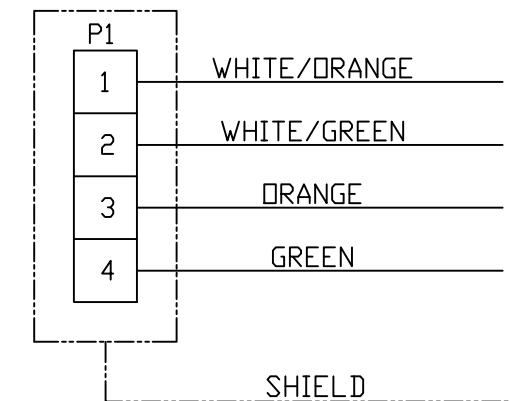 P1
1 WHITE/ORANGE
2 WHITE/GREEN
3 ORANGE
4 GREEN
SHIELD